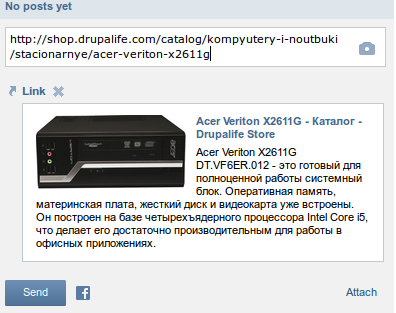 No posts yet
http://shop.drupalife.com/catalog/kompyutery-i-noutbuki
/stacionarnye/acer-veriton-x2611g
Link
Acer Veriton X2611G - Каталог -
Drupalife Store
Acer Veriton X2611G
DT.VF6ER.012 - это готовый для
полноценной работы системный
блок. Оперативная память,
материнская плата, жесткий диск и видеокарта уже встроены.
Он построен на базе четырехъядерного процессора Intel Core i5,
что делает его достаточно производительным для работы в
офисных приложениях.
Send
Attach